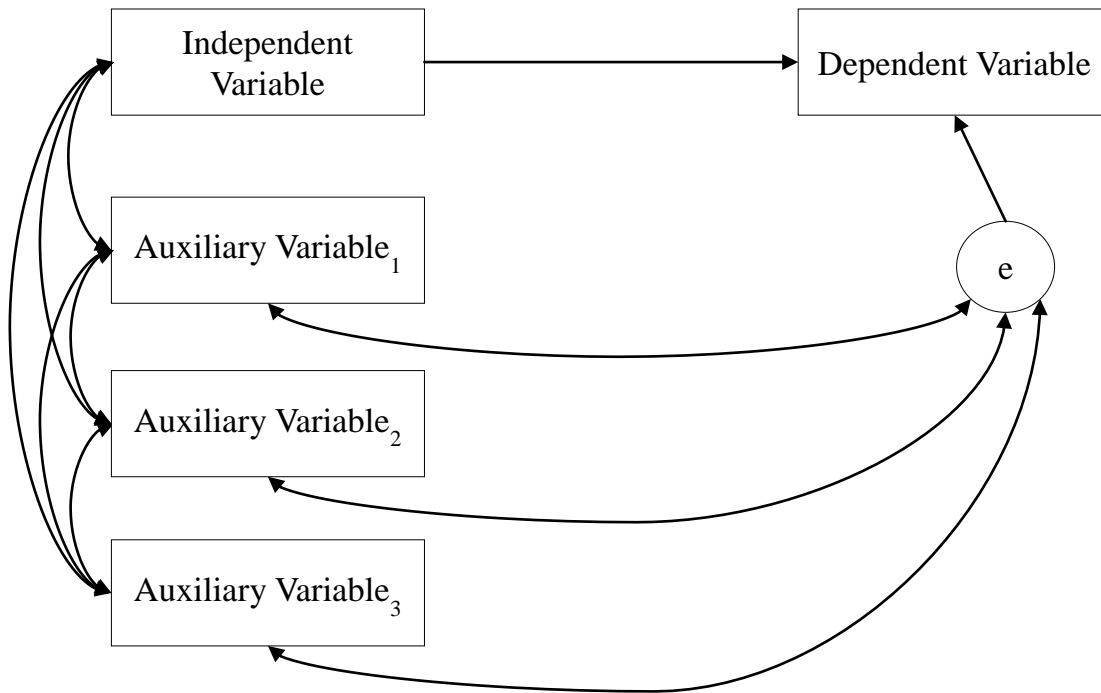 Independent
Variable
Dependent Variable
Auxiliary Variable₁
e
Auxiliary Variable₂
Auxiliary Variable₃